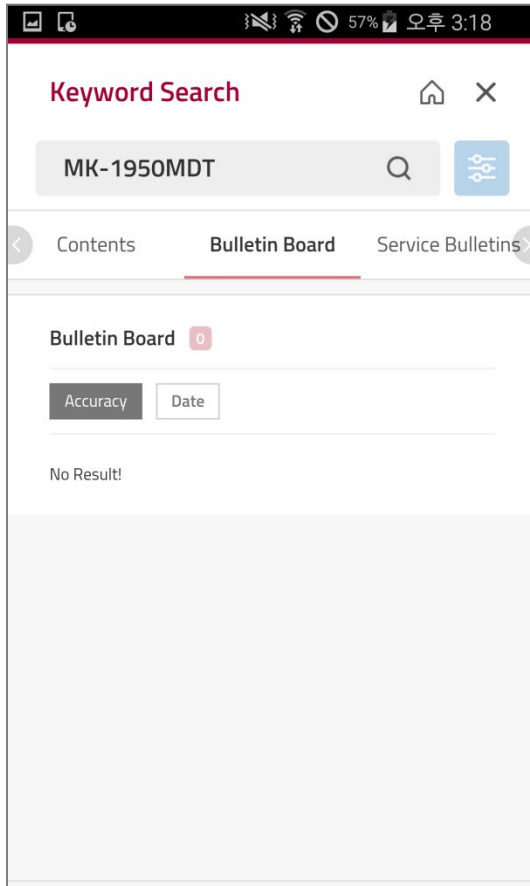 57% 오후 3:18
Keyword Search
MK-1950MDT
Contents Bulletin Board Service Bulletins
Bulletin Board 0
Accuracy Date
No Result!